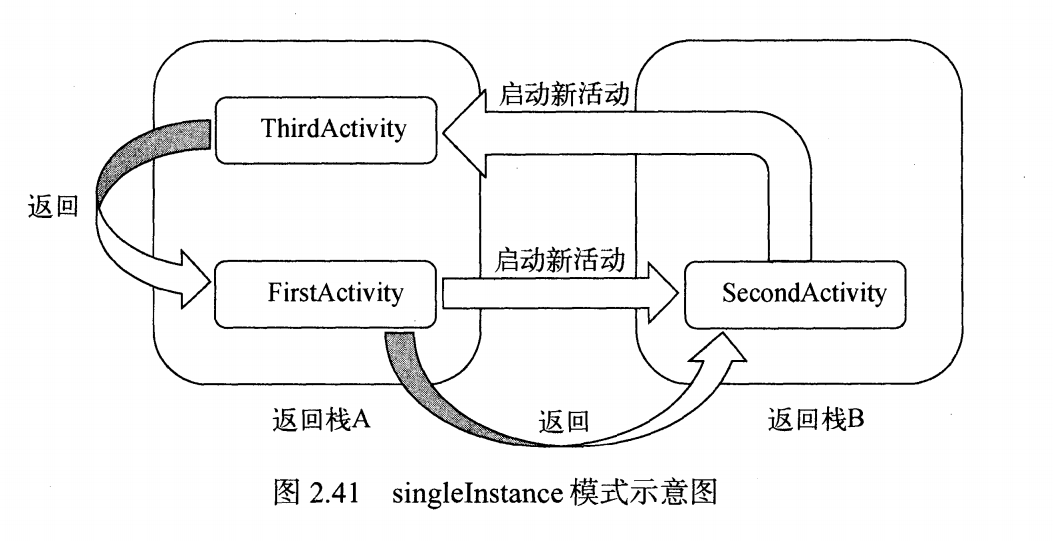 启动新活动
ThirdActivity
返回
启动新活动
FirstActivity
SecondActivity
返回栈A
返回
返回栈B
图 2.41 singleInstance 模式示意图